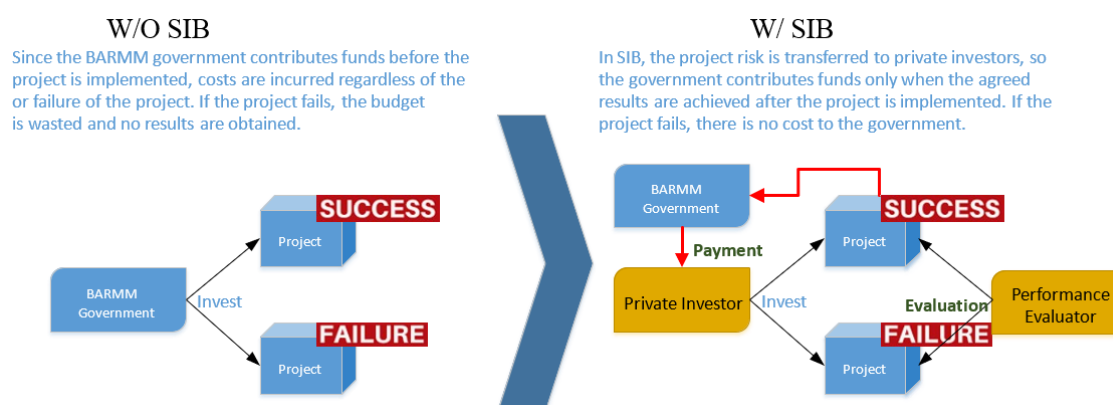 W/O SIB
Since the BARMM government contributes funds before the
project is implemented, costs are incurred regardless of the
or failure of the project. If the project fails, the budget
is wasted and no results are obtained.
BARMM
Government
Invest
Project
SUCCESS
Project
FAILURE
W/ SIB
In SIB, the project risk is transferred to private investors, so
the government contributes funds only when the agreed
results are achieved after the project is implemented. If the
project fails, there is no cost to the government.
BARMM
Government
Payment
Private Investor
Invest
Project
SUCCESS
Project
FAILURE
Evaluation
Performance
Evaluator